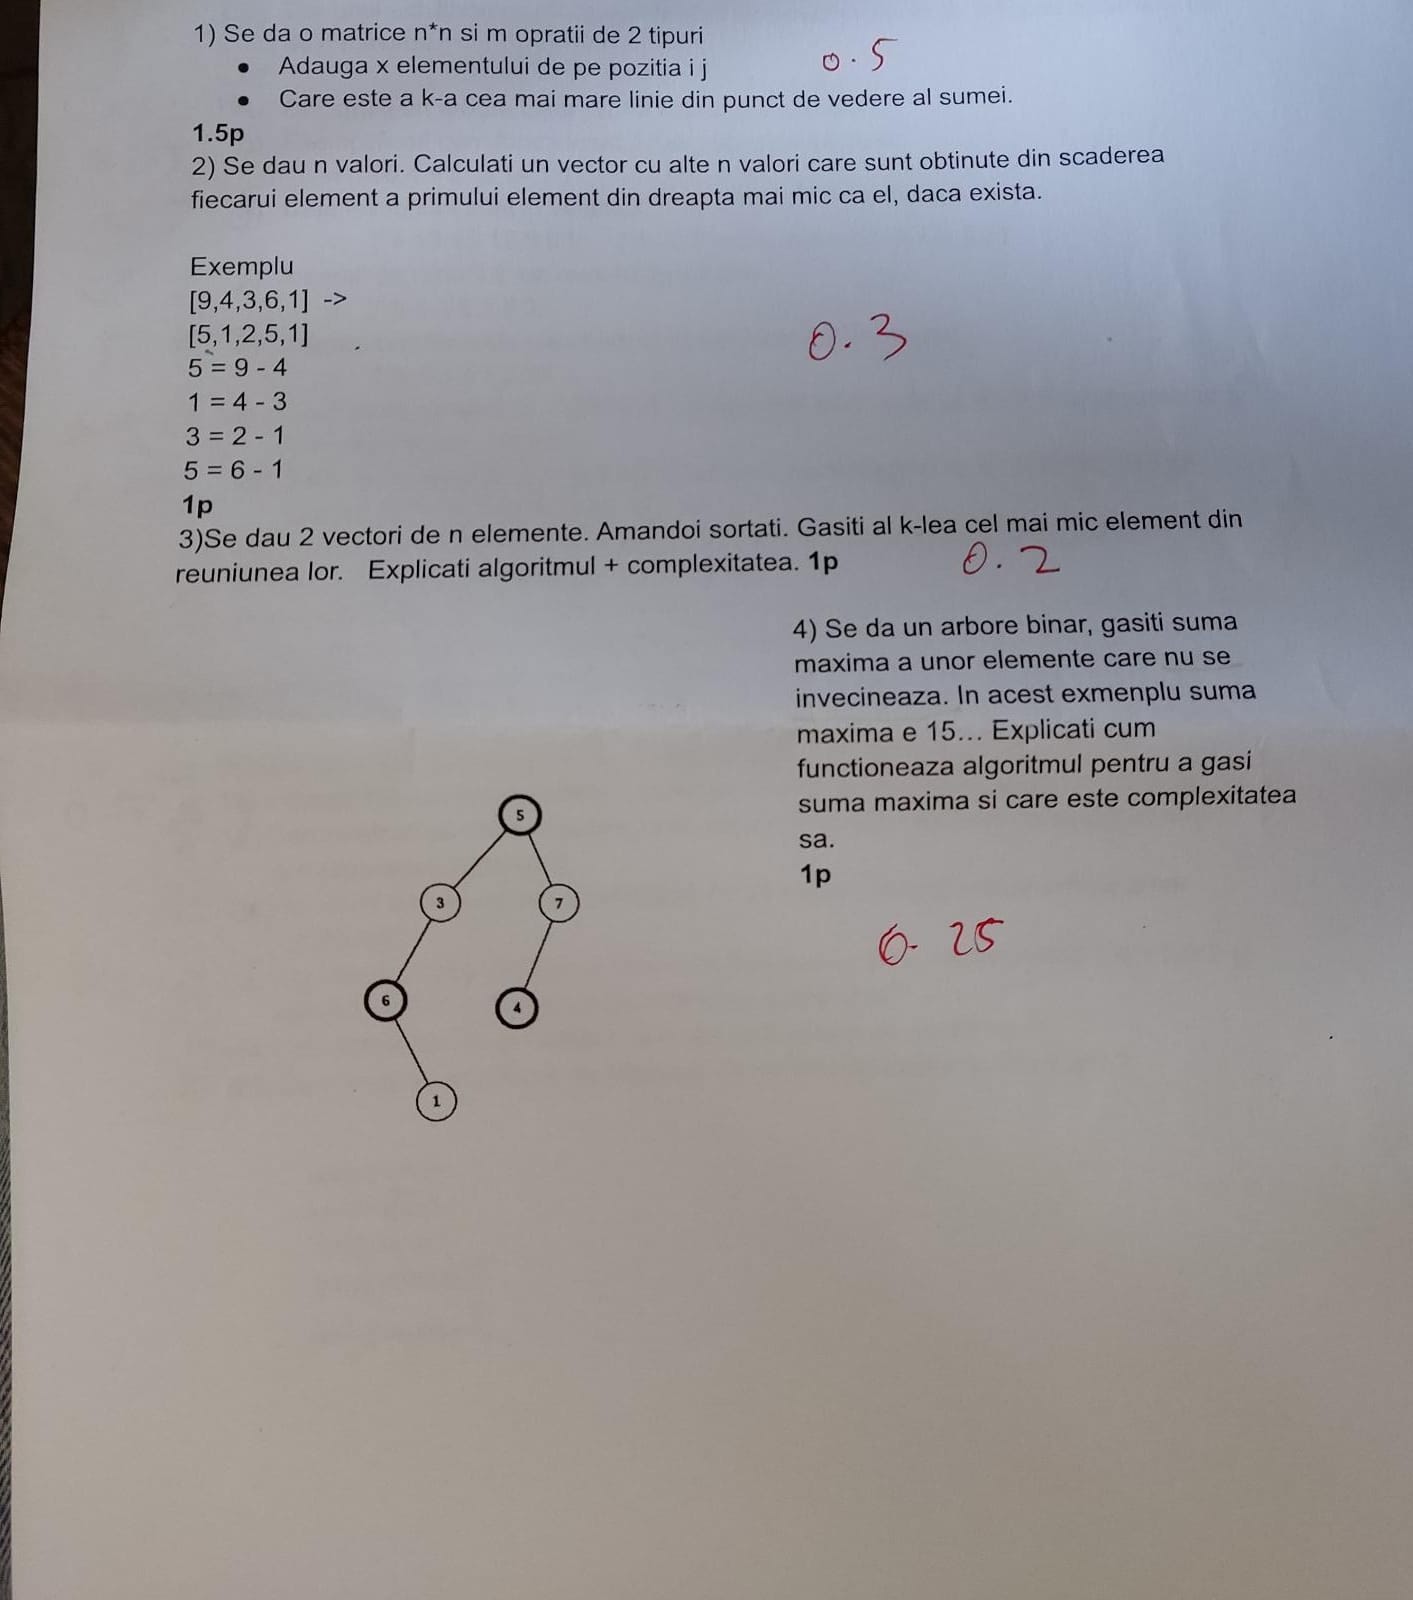 1) Se da o matrice n*n si m opratii de 2 tipuri
• Adauga x elementului de pe pozitia i j
0.5
• Care este a k-a cea mai mare linie din punct de vedere al sumei.
1.5p
2) Se dau n valori. Calculati un vector cu alte n valori care sunt obtinute din scaderea
fiecarui element a primului element din dreapta mai mic ca el, daca exista.
Exemplu
[9,4,3,6,1] ->
[5,1,2,5,1]
5 = 9 - 4
0.3
1 = 4 - 3
3 = 2 - 1
5 = 6 - 1
1p
3)Se dau 2 vectori de n elemente. Amandoi sortati. Gasiti al k-lea cel mai mic element din
reuniunea lor. Explicati algoritmul + complexitatea. 1p
0.2
4) Se da un arbore binar, gasiti suma
maxima a unor elemente care nu se
invecineaza. In acest exmenplu suma
maxima e 15... Explicati cum
functioneaza algoritmul pentru a gasi
suma maxima si care este complexitatea
sa.
1p
0.25
5
3
7
6
4
1